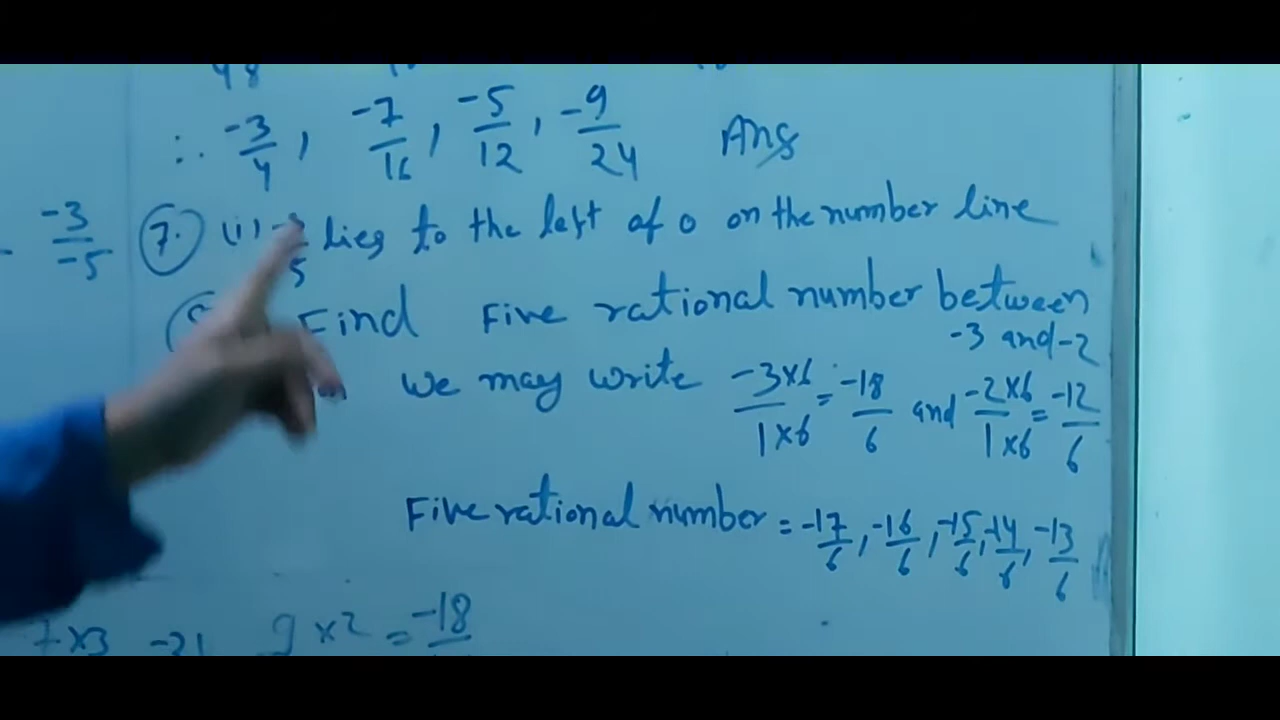 ∴ -3/4, -7/16, -5/12, -9/24 Ans
-3/-5
7. (i) lies to the left of 0 on the number line
Find Five rational number between -3 and -2
We may write -3×6/1×6 = -18/6 and -2×6/1×6 = -12/6
Five rational number = -17/6, -16/6, -15/6, -14/6, -13/6
7×3 -21 9×2 = -18